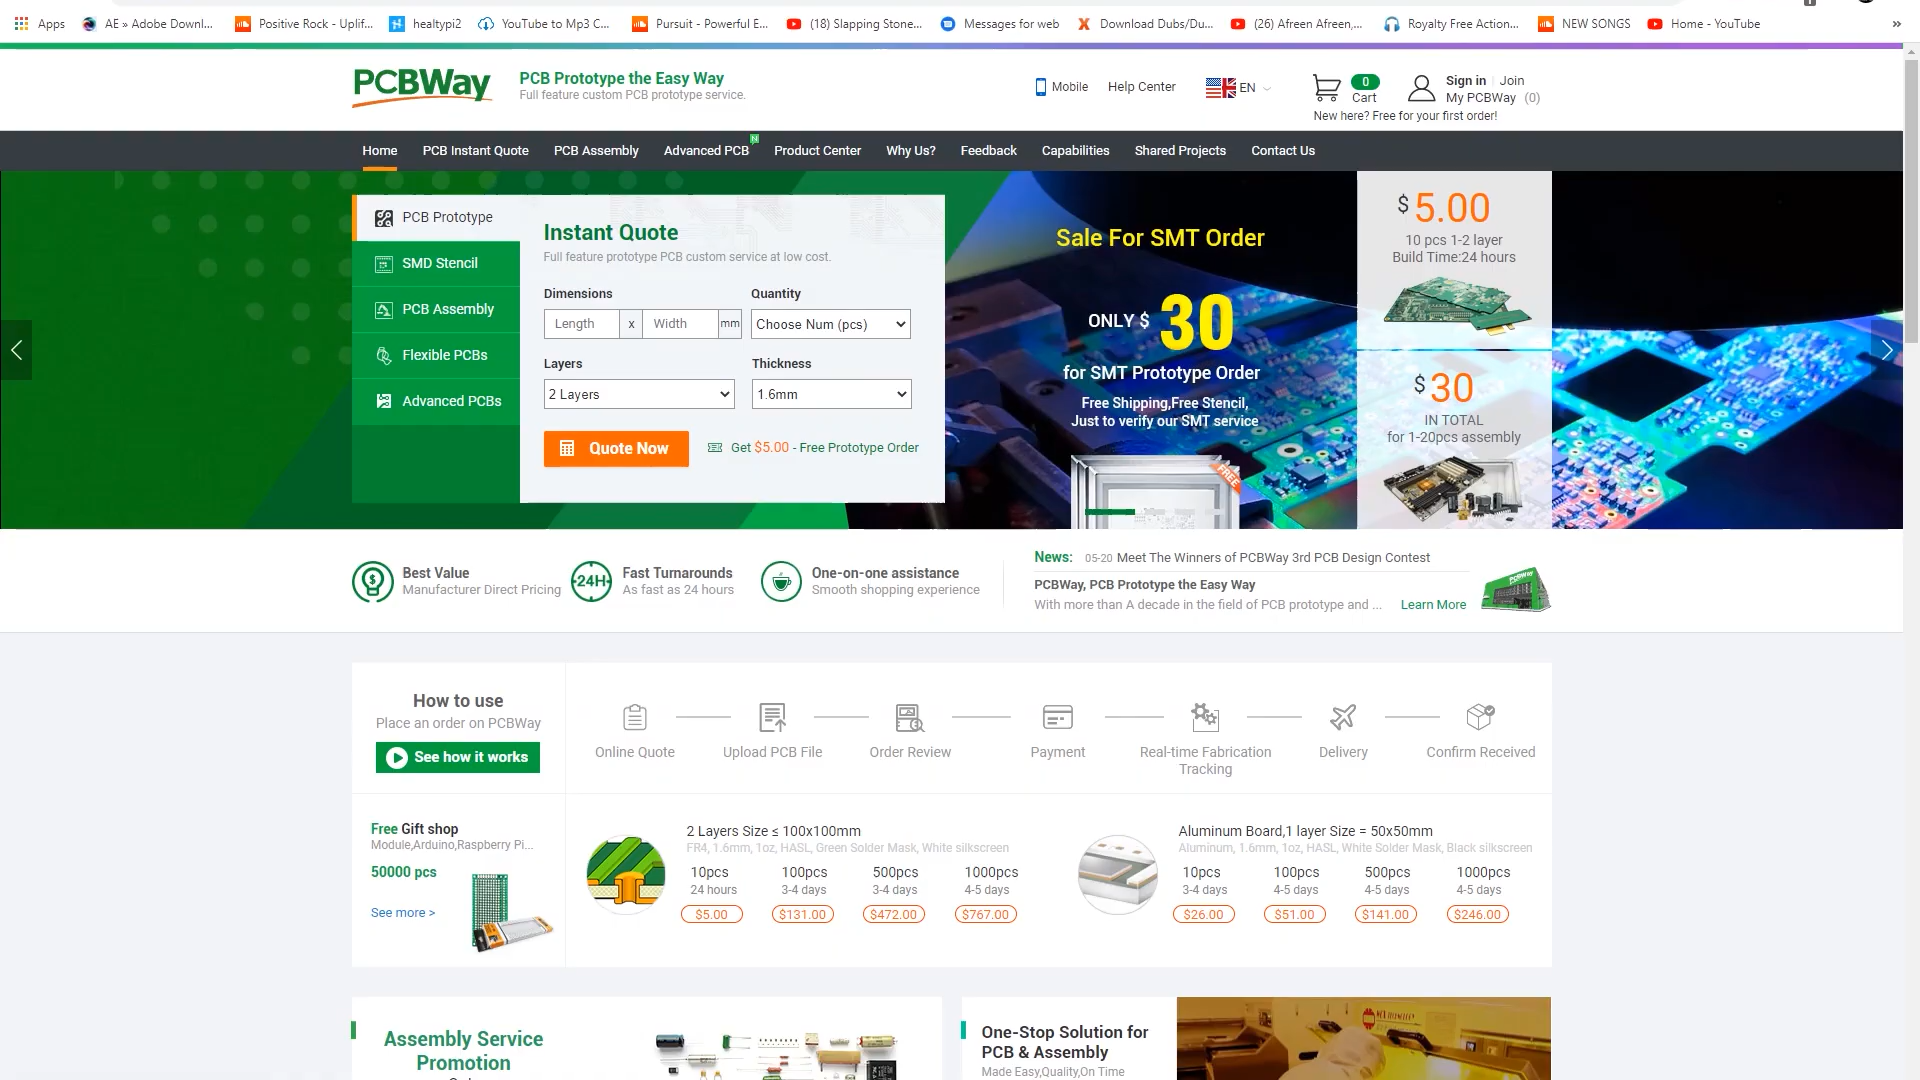 Apps
AE » Adobe Downl...
Positive Rock - Uplif...
healtypi2
YouTube to Mp3 C...
Pursuit - Powerful E...
(18) Slapping Stone...
Messages for web
Download Dubs/Du...
(26) Afreen Afreen,...
Royalty Free Action...
NEW SONGS
Home - YouTube
»
PCBWay
PCB Prototype the Easy Way
Full feature custom PCB prototype service.
Mobile
Help Center
EN
0
Cart
Sign in | Join
My PCBWay (0)
New here? Free for your first order!
Home
PCB Instant Quote
PCB Assembly
Advanced PCB
N
Product Center
Why Us?
Feedback
Capabilities
Shared Projects
Contact Us
PCB Prototype
SMD Stencil
PCB Assembly
Flexible PCBs
Advanced PCBs
Instant Quote
Full feature prototype PCB custom service at low cost.
Dimensions
Quantity
Length x Width mm
Choose Num (pcs)
Layers
Thickness
2 Layers
1.6mm
Quote Now
Get $5.00 - Free Prototype Order
Sale For SMT Order
ONLY $ 30
for SMT Prototype Order
Free Shipping,Free Stencil,
Just to verify our SMT service
FREE
$ 5.00
10 pcs 1-2 layer
Build Time:24 hours
$ 30
IN TOTAL
for 1-20pcs assembly
Best Value
Manufacturer Direct Pricing
24H
Fast Turnarounds
As fast as 24 hours
One-on-one assistance
Smooth shopping experience
News: 05-20 Meet The Winners of PCBWay 3rd PCB Design Contest
PCBWay, PCB Prototype the Easy Way
With more than A decade in the field of PCB prototype and ... Learn More
PCBWay
How to use
Place an order on PCBWay
See how it works
Online Quote
Upload PCB File
Order Review
Payment
Real-time Fabrication
Tracking
Delivery
Confirm Received
Free Gift shop
Module,Arduino,Raspberry Pi...
50000 pcs
See more >
2 Layers Size ≤ 100x100mm
FR4, 1.6mm, 1oz, HASL, Green Solder Mask, White silkscreen
10pcs 100pcs 500pcs 1000pcs
24 hours 3-4 days 3-4 days 4-5 days
$5.00 $131.00 $472.00 $767.00
Aluminum Board,1 layer Size = 50x50mm
Aluminum, 1.6mm, 1oz, HASL, White Solder Mask, Black silkscreen
10pcs 100pcs 500pcs 1000pcs
3-4 days 4-5 days 4-5 days 4-5 days
$26.00 $51.00 $141.00 $246.00
Assembly Service
Promotion
One-Stop Solution for
PCB & Assembly
Made Easy,Quality,On Time